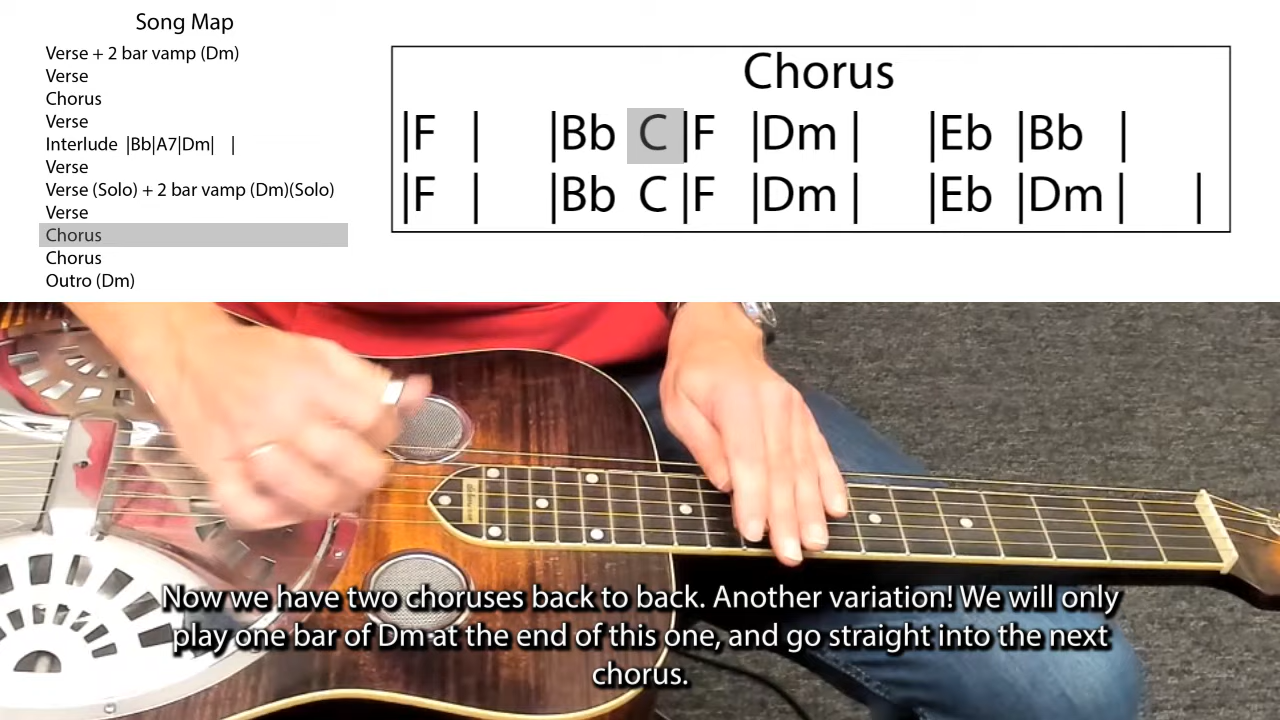 Song Map
Verse + 2 bar vamp (Dm)
Verse
Chorus
Verse
Interlude |Bb|A7|Dm| |
Verse
Verse (Solo) + 2 bar vamp (Dm)(Solo)
Verse
Chorus
Chorus
Outro (Dm)
Chorus
|F | |Bb C |F |Dm | |Eb |Bb |
|F | |Bb C |F |Dm | |Eb |Dm | |
Now we have two choruses back to back. Another variation! We will only
play one bar of Dm at the end of this one, and go straight into the next
chorus.